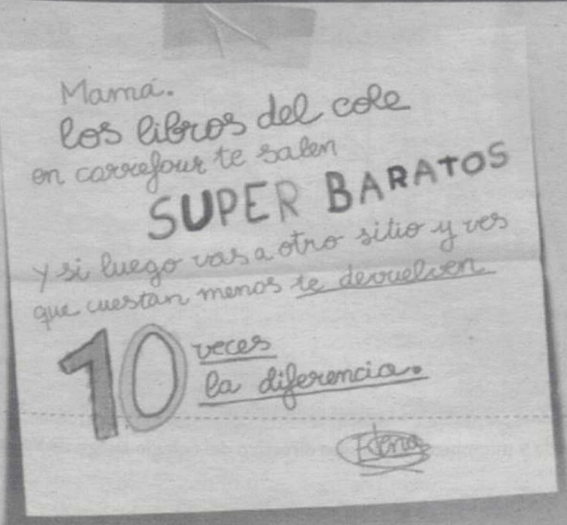 Mamá.
los libros del cole
en carrefour te salen
SUPER BARATOS
y si luego vas a otro sitio y ves
que cuestan menos te devuelven
10 veces
la diferencia.
Elena